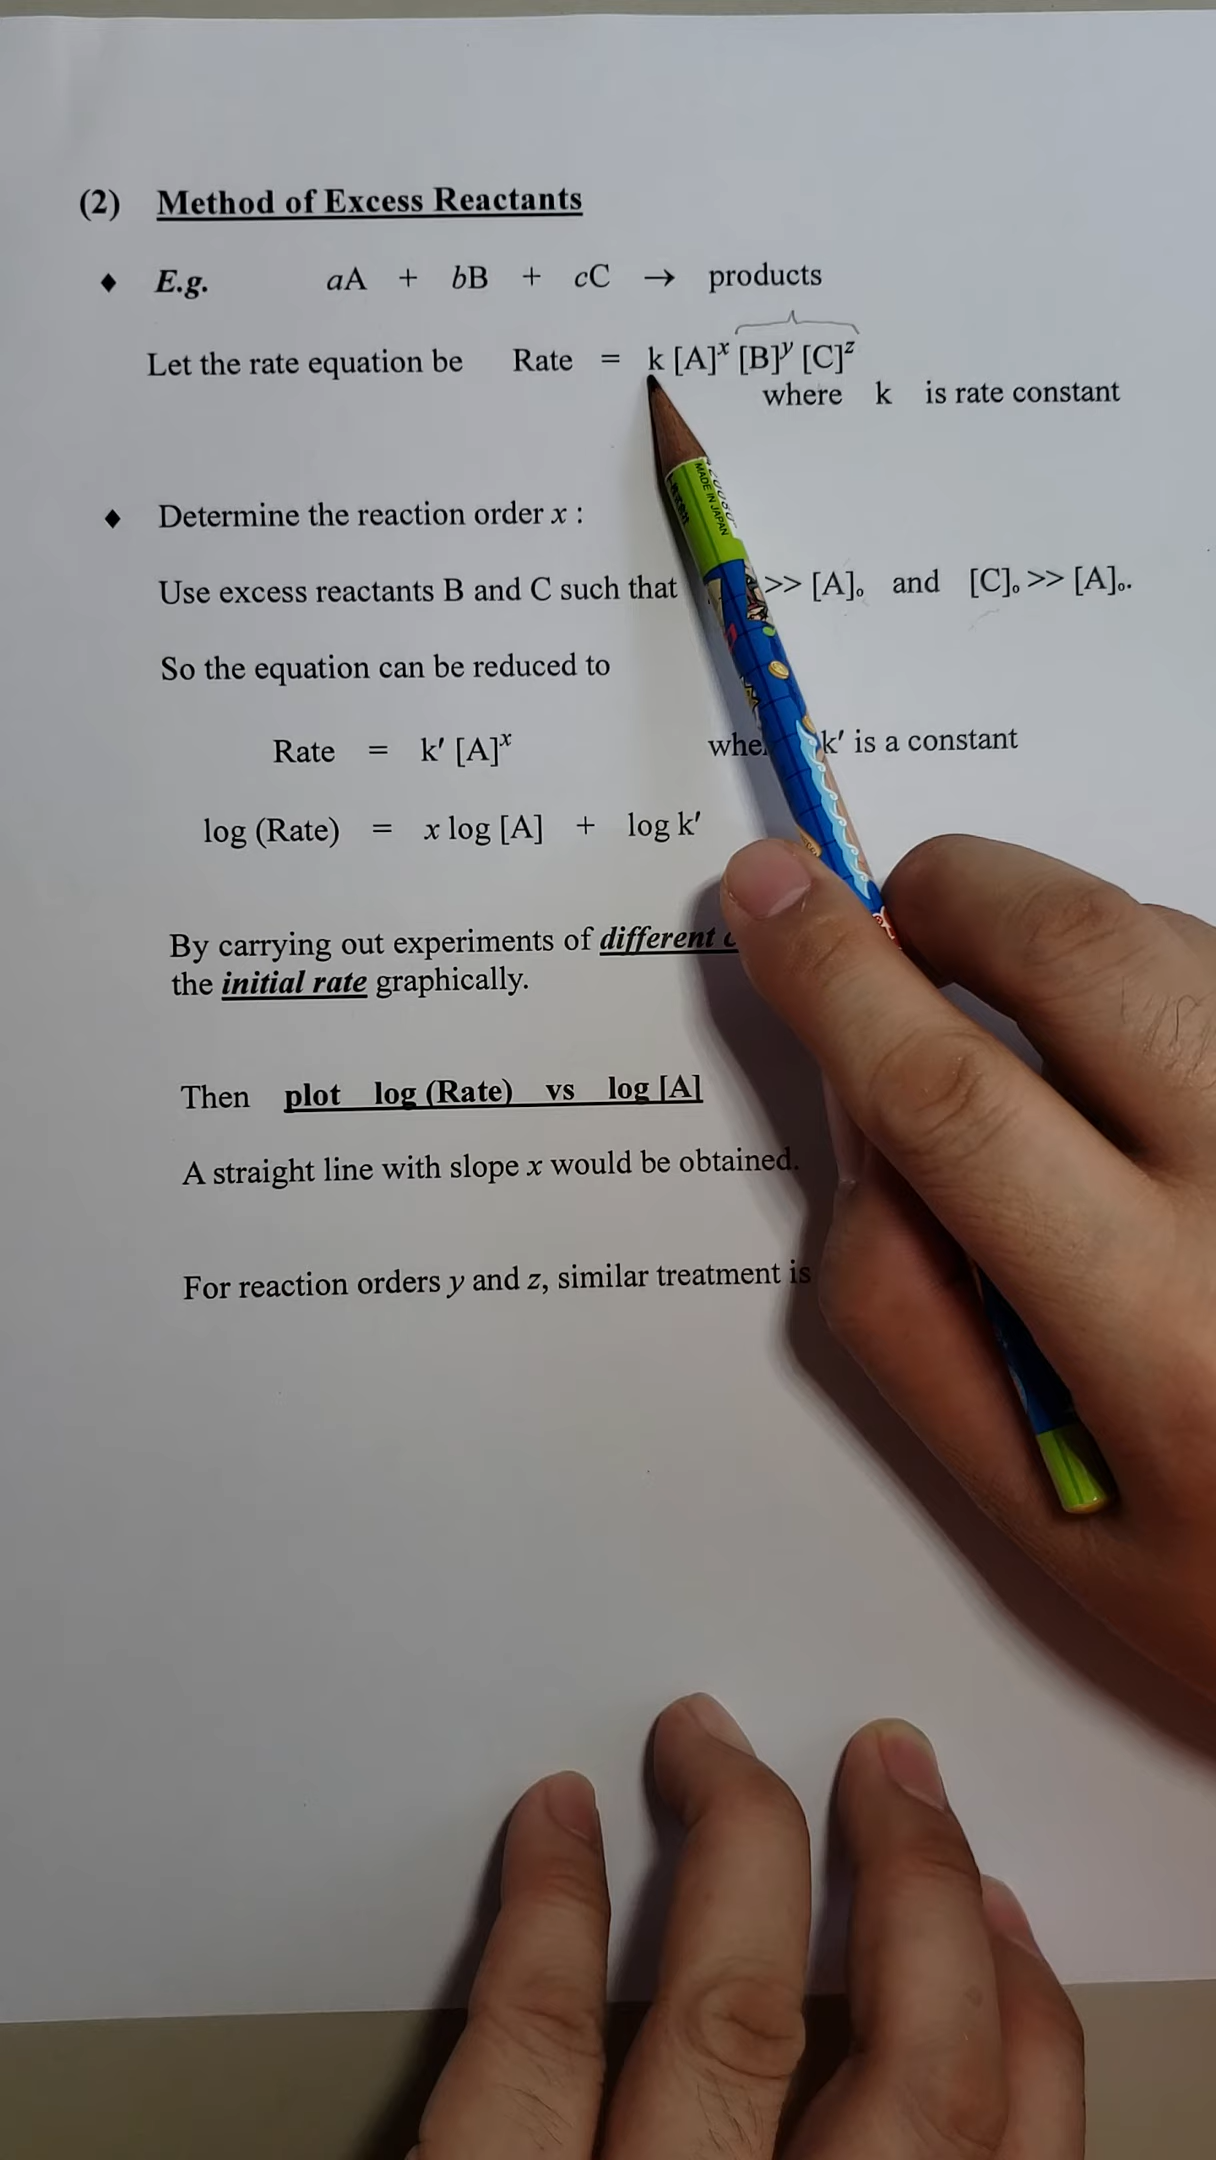 (2) Method of Excess Reactants
♦ E.g. aA + bB + cC → products
Let the rate equation be Rate = k [A]ˣ [B]ʸ [C]ᶻ
where k is rate constant
MADE IN JAPAN
♦ Determine the reaction order x :
Use excess reactants B and C such that >> [A]ₒ and [C]ₒ >> [A]ₒ.
So the equation can be reduced to
Rate = k′ [A]ˣ k′ is a constant
log (Rate) = x log [A] + log k′
By carrying out experiments of different
the initial rate graphically.
Then plot log (Rate) vs log [A]
A straight line with slope x would be obtained.
For reaction orders y and z, similar treatment is